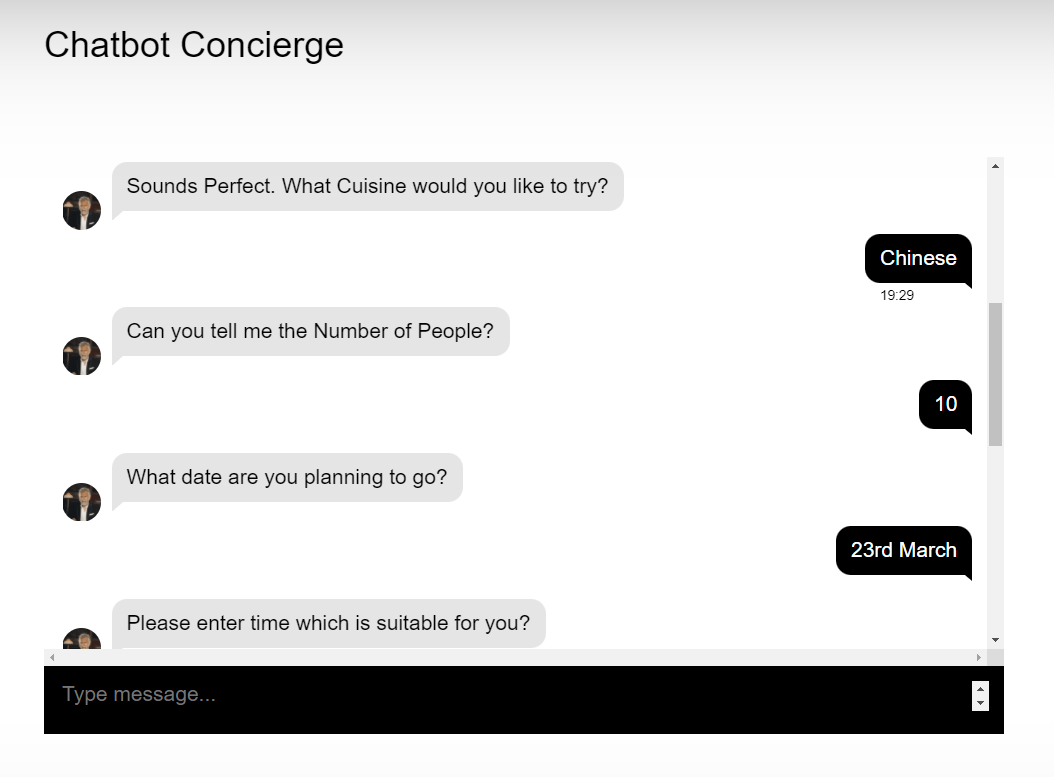 Chatbot Concierge
Sounds Perfect. What Cuisine would you like to try?
Chinese
19:29
Can you tell me the Number of People?
10
What date are you planning to go?
23rd March
Please enter time which is suitable for you?
Type message...